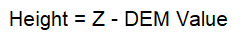 Height = Z - DEM Value